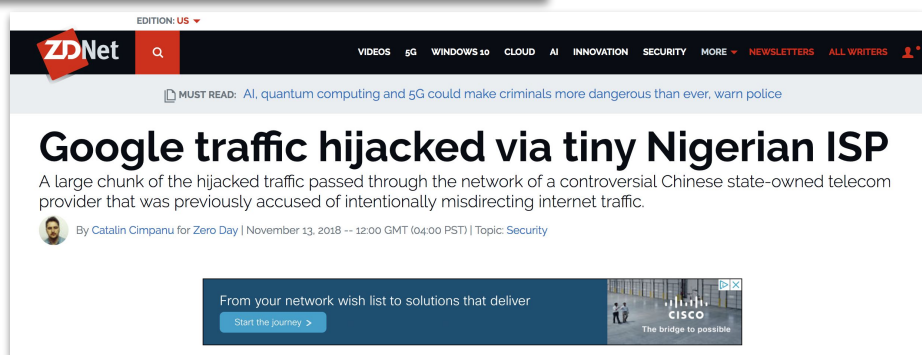 EDITION: US
ZDNet
VIDEOS 5G WINDOWS 10 CLOUD AI INNOVATION SECURITY MORE NEWSLETTERS ALL WRITERS
MUST READ: AI, quantum computing and 5G could make criminals more dangerous than ever, warn police
Google traffic hijacked via tiny Nigerian ISP
A large chunk of the hijacked traffic passed through the network of a controversial Chinese state-owned telecom
provider that was previously accused of intentionally misdirecting internet traffic.
By Catalin Cimpanu for Zero Day | November 13, 2018 -- 12:00 GMT (04:00 PST) | Topic: Security
From your network wish list to solutions that deliver
Start the journey >
CISCO
The bridge to possible